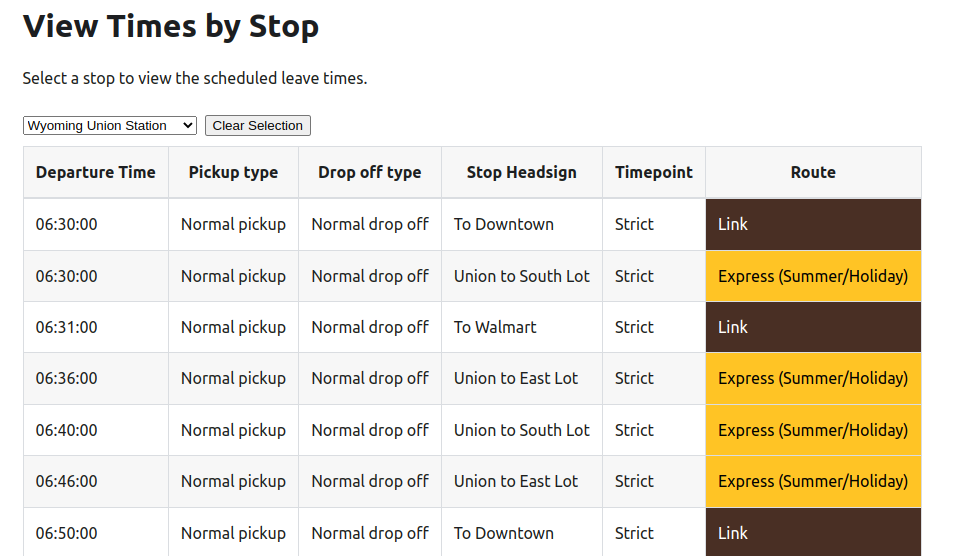 View Times by Stop
Select a stop to view the scheduled leave times.
Wyoming Union Station Clear Selection
Departure Time Pickup type Drop off type Stop Headsign Timepoint Route
06:30:00 Normal pickup Normal drop off To Downtown Strict Link
06:30:00 Normal pickup Normal drop off Union to South Lot Strict Express (Summer/Holiday)
06:31:00 Normal pickup Normal drop off To Walmart Strict Link
06:36:00 Normal pickup Normal drop off Union to East Lot Strict Express (Summer/Holiday)
06:40:00 Normal pickup Normal drop off Union to South Lot Strict Express (Summer/Holiday)
06:46:00 Normal pickup Normal drop off Union to East Lot Strict Express (Summer/Holiday)
06:50:00 Normal pickup Normal drop off To Downtown Strict Link